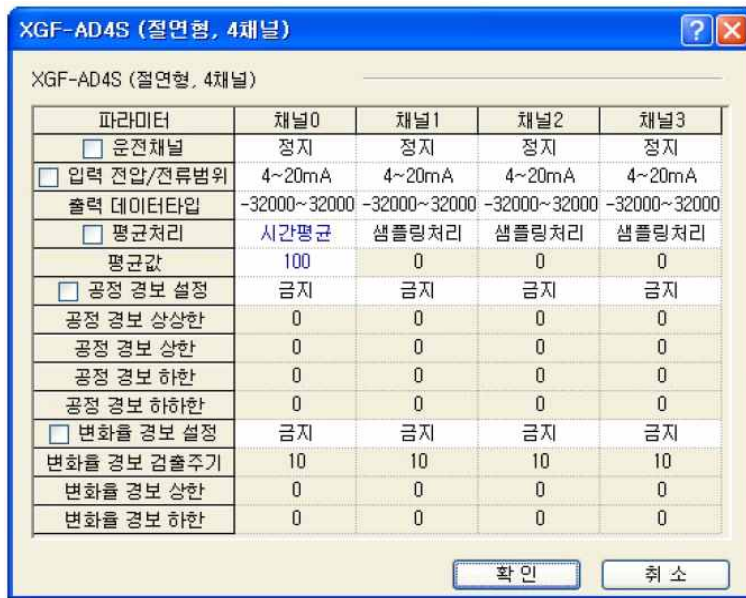 XGF-AD4S (절연형, 4채널)
XGF-AD4S (절연형, 4채널)
파라미터 채널0 채널1 채널2 채널3
운전채널 정지 정지 정지 정지
입력 전압/전류범위 4~20mA 4~20mA 4~20mA 4~20mA
출력 데이터타입 -32000~32000 -32000~32000 -32000~32000 -32000~32000
평균처리 시간평균 샘플링처리 샘플링처리 샘플링처리
평균값 100 0 0 0
공정 경보 설정 금지 금지 금지 금지
공정 경보 상상한 0 0 0 0
공정 경보 상한 0 0 0 0
공정 경보 하한 0 0 0 0
공정 경보 하하한 0 0 0 0
변화율 경보 설정 금지 금지 금지 금지
변화율 경보 검출주기 10 10 10 10
변화율 경보 상한 0 0 0 0
변화율 경보 하한 0 0 0 0
확인 취소